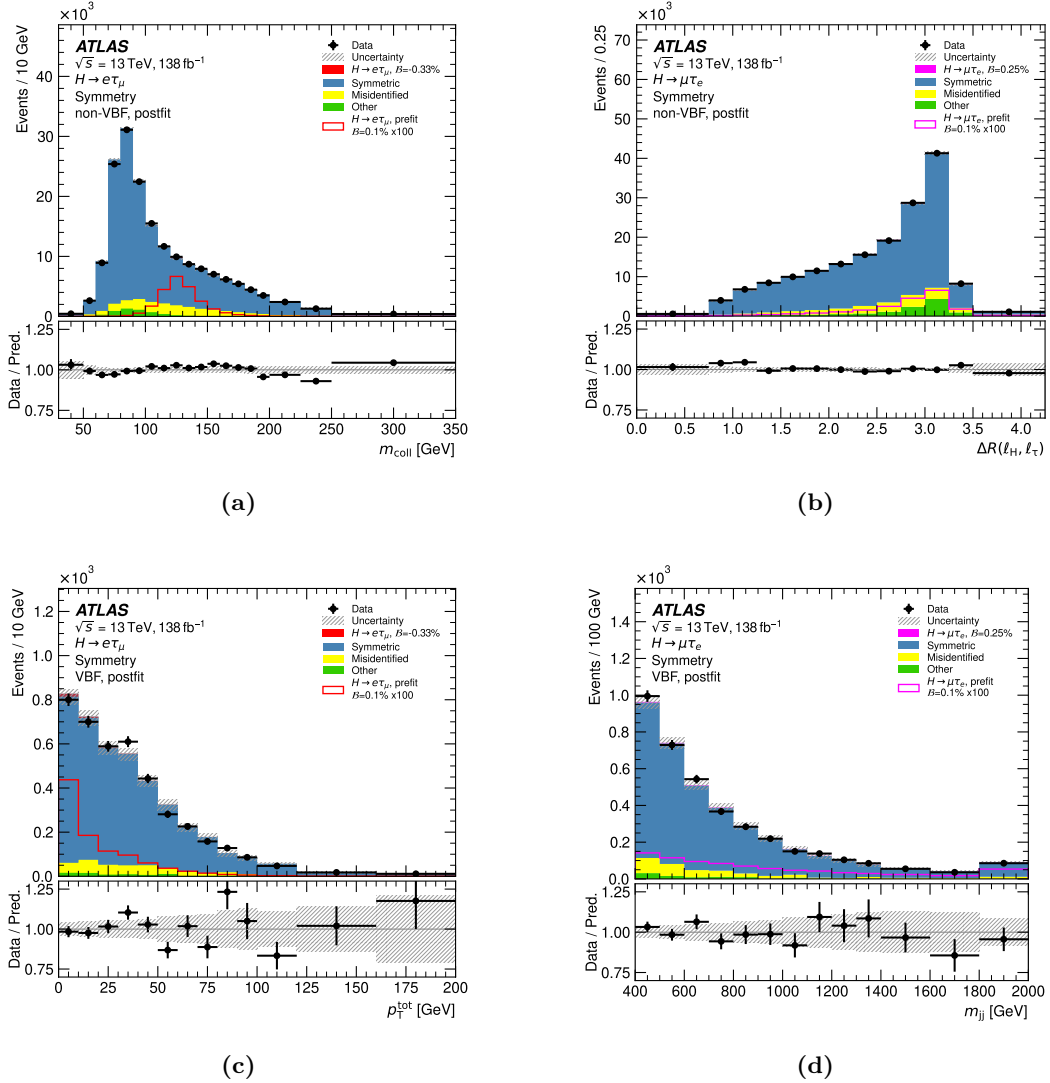 ×10³
Events / 10 GeV
ATLAS
√s = 13 TeV, 138 fb⁻¹
H → eτμ
Symmetry
non-VBF, postfit
Data
Uncertainty
H → eτμ, ℬ=-0.33%
Symmetric
Misidentified
Other
H → eτμ, prefit
ℬ=0.1% x100
40
30
20
10
0
Data / Pred.
1.25
1.00
0.75
50 100 150 200 250 300 350
m_coll [GeV]
(a)
×10³
Events / 0.25
ATLAS
√s = 13 TeV, 138 fb⁻¹
H → μτe
Symmetry
non-VBF, postfit
Data
Uncertainty
H → μτe, ℬ=0.25%
Symmetric
Misidentified
Other
H → μτe, prefit
ℬ=0.1% x100
70
60
50
40
30
20
10
0
Data / Pred.
1.25
1.00
0.75
0.0 0.5 1.0 1.5 2.0 2.5 3.0 3.5 4.0
ΔR(ℓH, ℓτ)
(b)
×10³
Events / 10 GeV
ATLAS
√s = 13 TeV, 138 fb⁻¹
H → eτμ
Symmetry
VBF, postfit
Data
Uncertainty
H → eτμ, ℬ=-0.33%
Symmetric
Misidentified
Other
H → eτμ, prefit
ℬ=0.1% x100
1.2
1.0
0.8
0.6
0.4
0.2
0.0
Data / Pred.
1.25
1.00
0.75
0 25 50 75 100 125 150 175 200
p_T^tot [GeV]
(c)
×10³
Events / 100 GeV
ATLAS
√s = 13 TeV, 138 fb⁻¹
H → μτe
Symmetry
VBF, postfit
Data
Uncertainty
H → μτe, ℬ=0.25%
Symmetric
Misidentified
Other
H → μτe, prefit
ℬ=0.1% x100
1.4
1.2
1.0
0.8
0.6
0.4
0.2
0.0
Data / Pred.
1.25
1.00
0.75
400 600 800 1000 1200 1400 1600 1800 2000
m_jj [GeV]
(d)